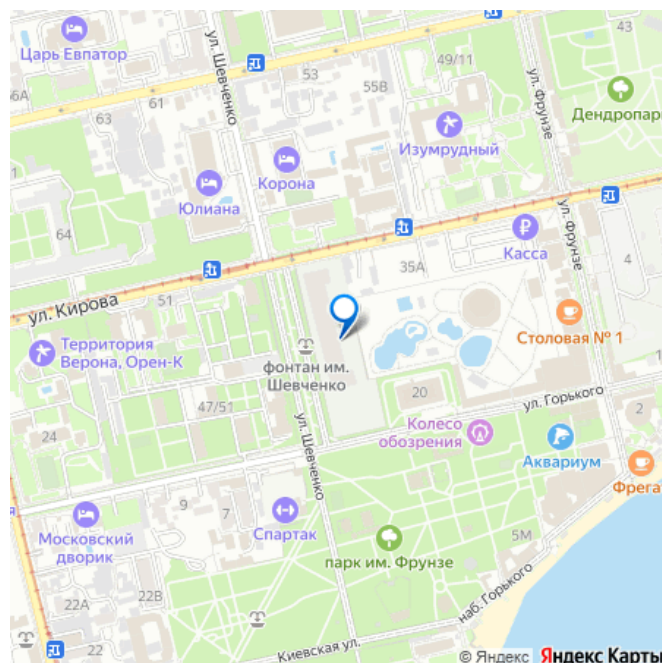 43
Царь Евпатор
ул. Шевченко
49/11
53
55В
ул. Фрунзе
56А
61
63
Дендропарк
Изумрудный
Корона
Юлиана
ул. Фрунзе
64
Касса
4
35А
51
ул. Кирова
Столовая № 1
Территория
Верона, Орен-К
фонтан им.
Шевченко
20
ул. Горького
47/51
2
24
ул. Шевченко
Колесо
обозрения
Аквариум
Фрега
9
7
Спартак
5М
Московский
дворик
парк им. Фрунзе
наб. Горького
22А
22В
Киевская ул.
© Яндекс Яндекс Карты